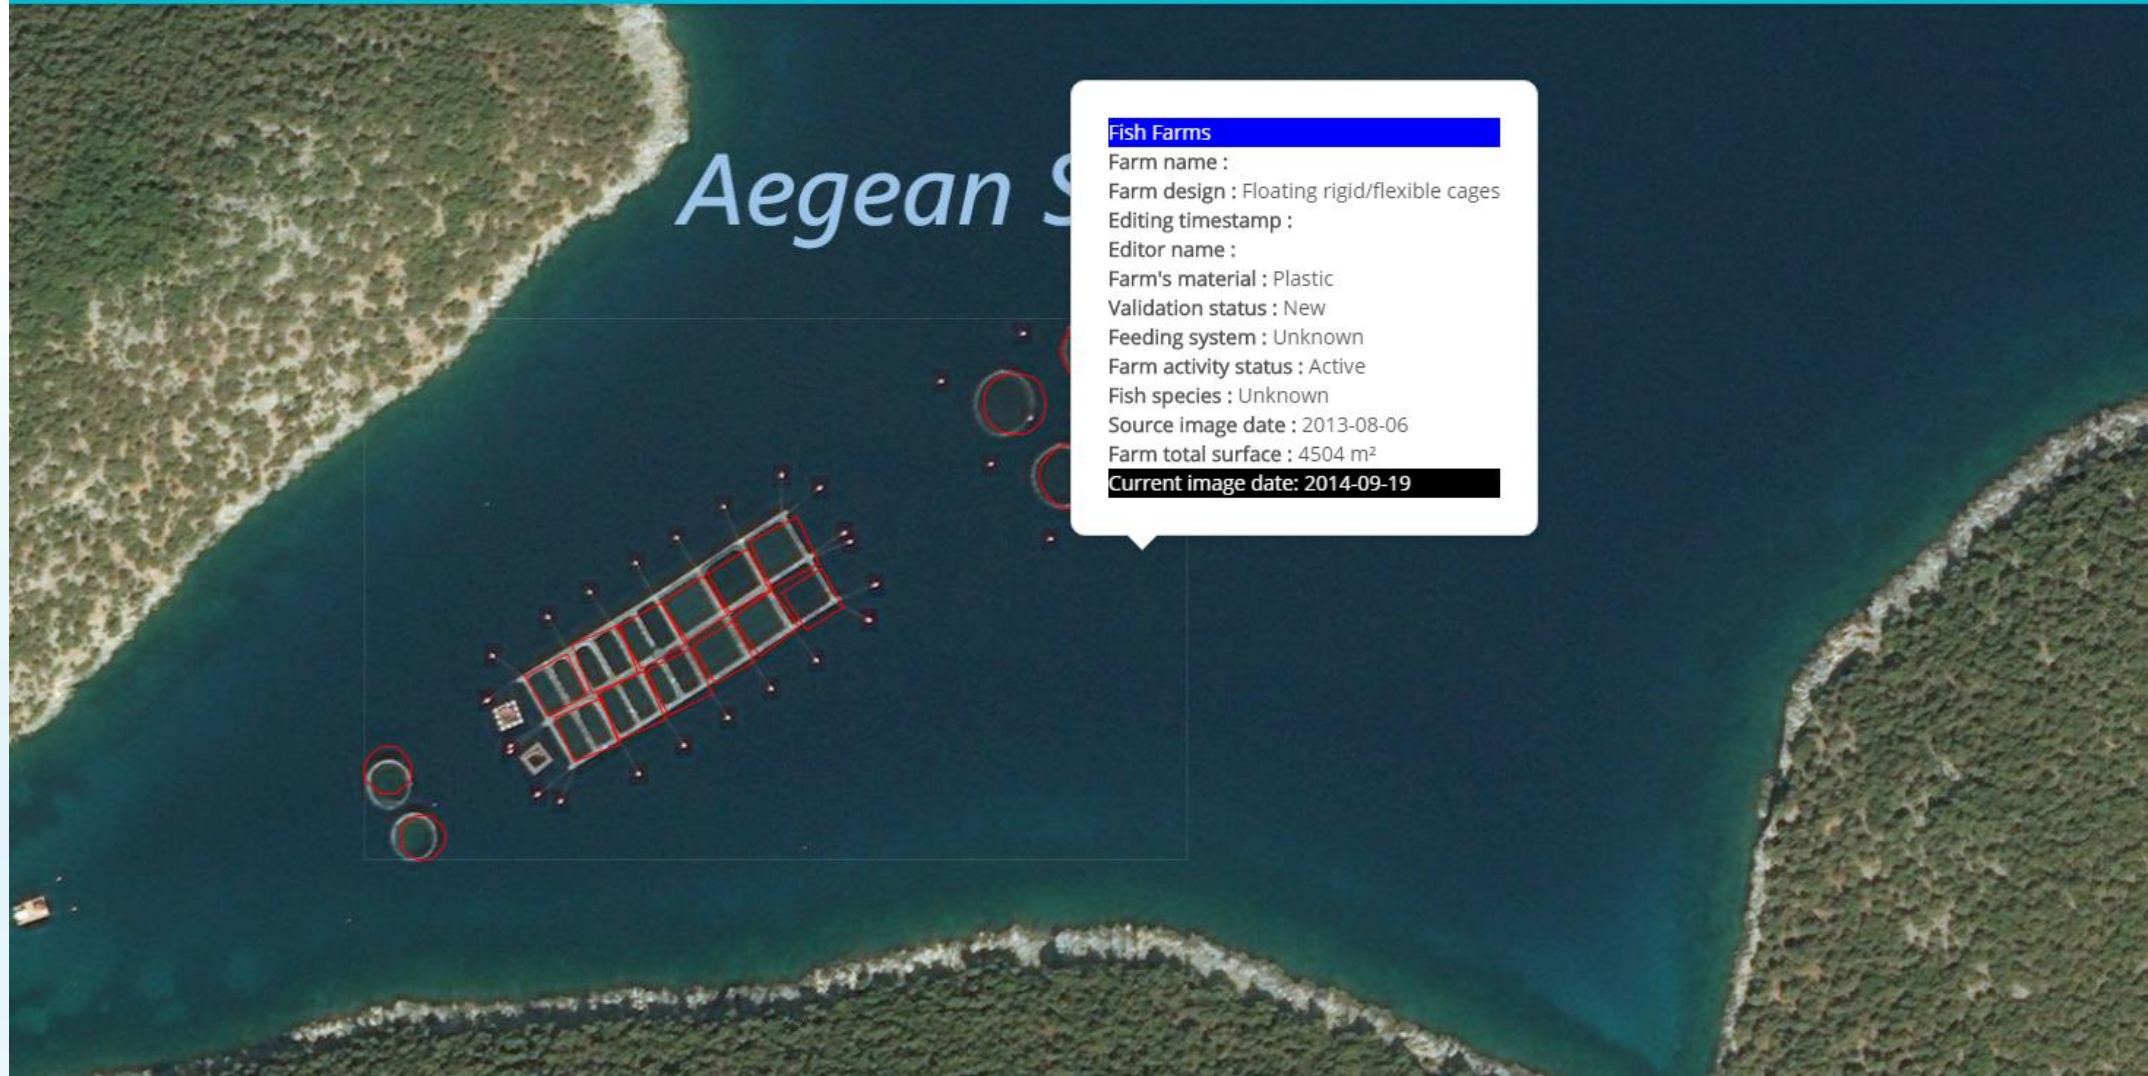 Aegean S
Fish Farms
Farm name :
Farm design : Floating rigid/flexible cages
Editing timestamp :
Editor name :
Farm's material : Plastic
Validation status : New
Feeding system : Unknown
Farm activity status : Active
Fish species : Unknown
Source image date : 2013-08-06
Farm total surface : 4504 m²
Current image date: 2014-09-19